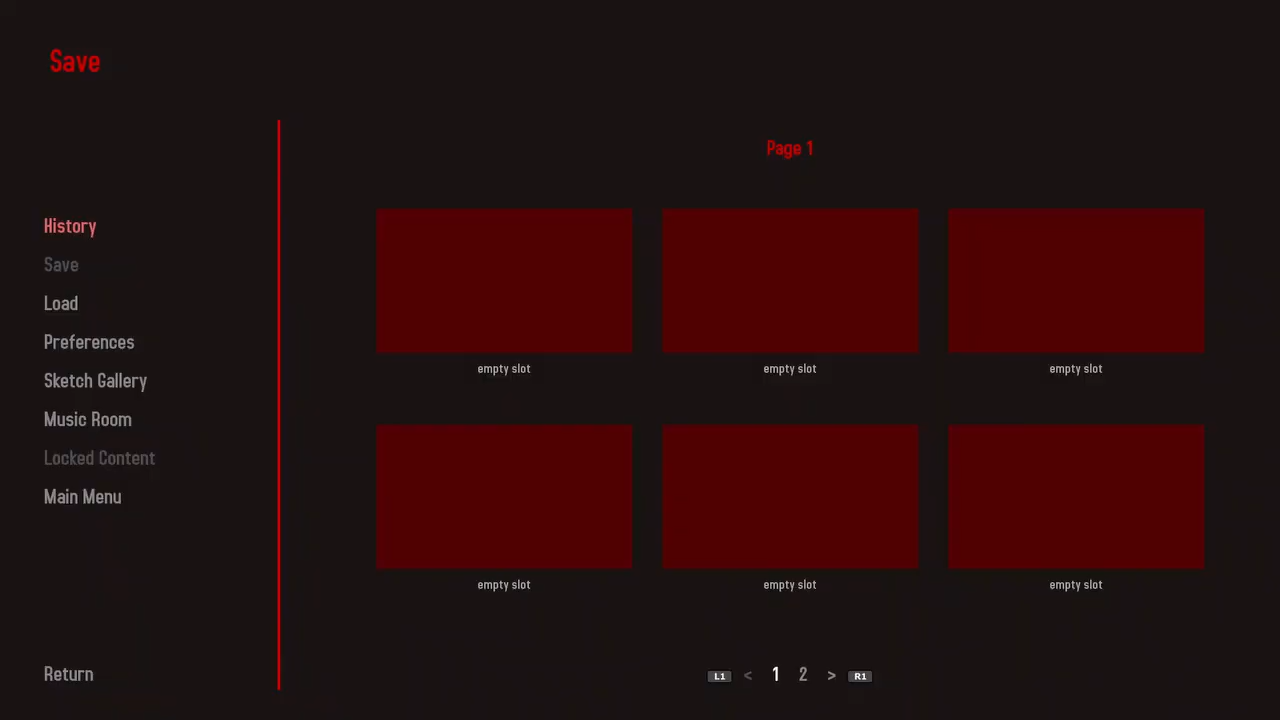 Save
Page 1
History
Save
Load
Preferences
Sketch Gallery
Music Room
Locked Content
Main Menu
Return
empty slot empty slot empty slot
empty slot empty slot empty slot
L1 < 1 2 > R1